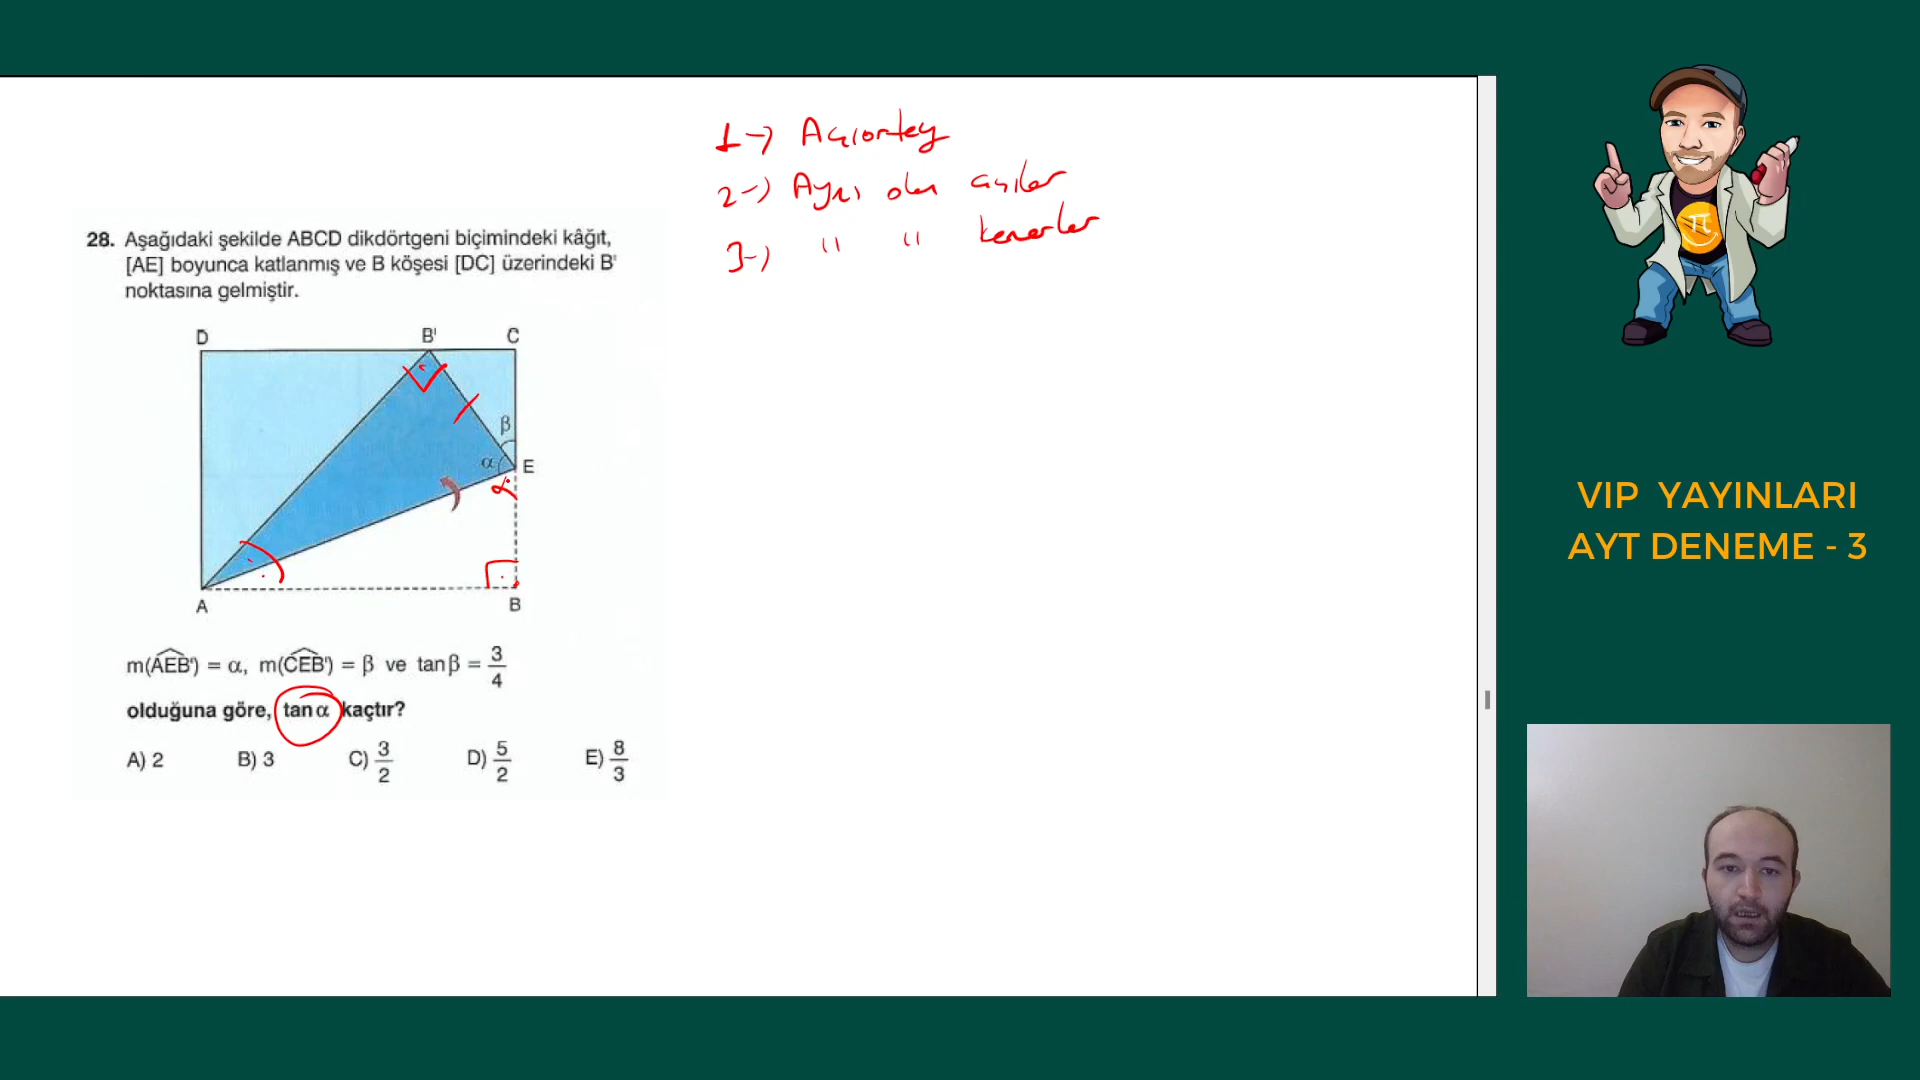 1-) Açıortay
2-) Aynı olan açılar
3-) " " kenarlar
28. Aşağıdaki şekilde ABCD dikdörtgeni biçimindeki kâğıt,
[AE] boyunca katlanmış ve B köşesi [DC] üzerindeki B'
noktasına gelmiştir.
D B' C
β
α E
α
A B
m(AEB') = α, m(CEB') = β ve tanβ = 3/4
olduğuna göre, tan α kaçtır?
A) 2 B) 3 C) 3/2 D) 5/2 E) 8/3
π
VIP YAYINLARI
AYT DENEME - 3